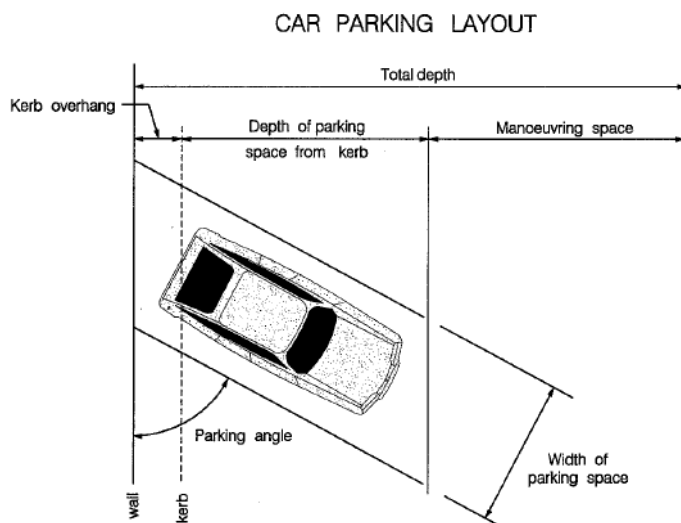 CAR PARKING LAYOUT
Total depth
Kerb overhang
Depth of parking
space from kerb
Manoeuvring space
Parking angle
Width of
parking space
wall
kerb